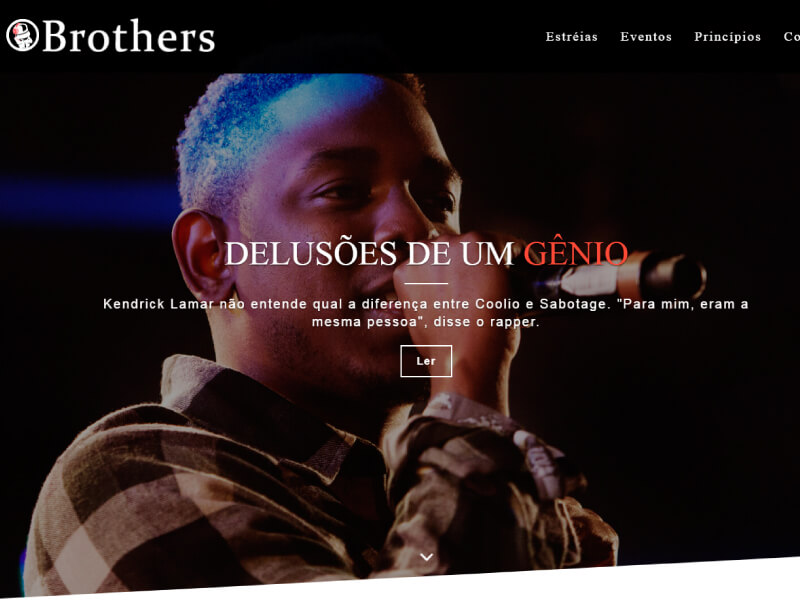 Brothers
Estréias Eventos Princípios Co
DELUSÕES DE UM GÊNIO
Kendrick Lamar não entende qual a diferença entre Coolio e Sabotage. "Para mim, eram a
mesma pessoa", disse o rapper.
Ler